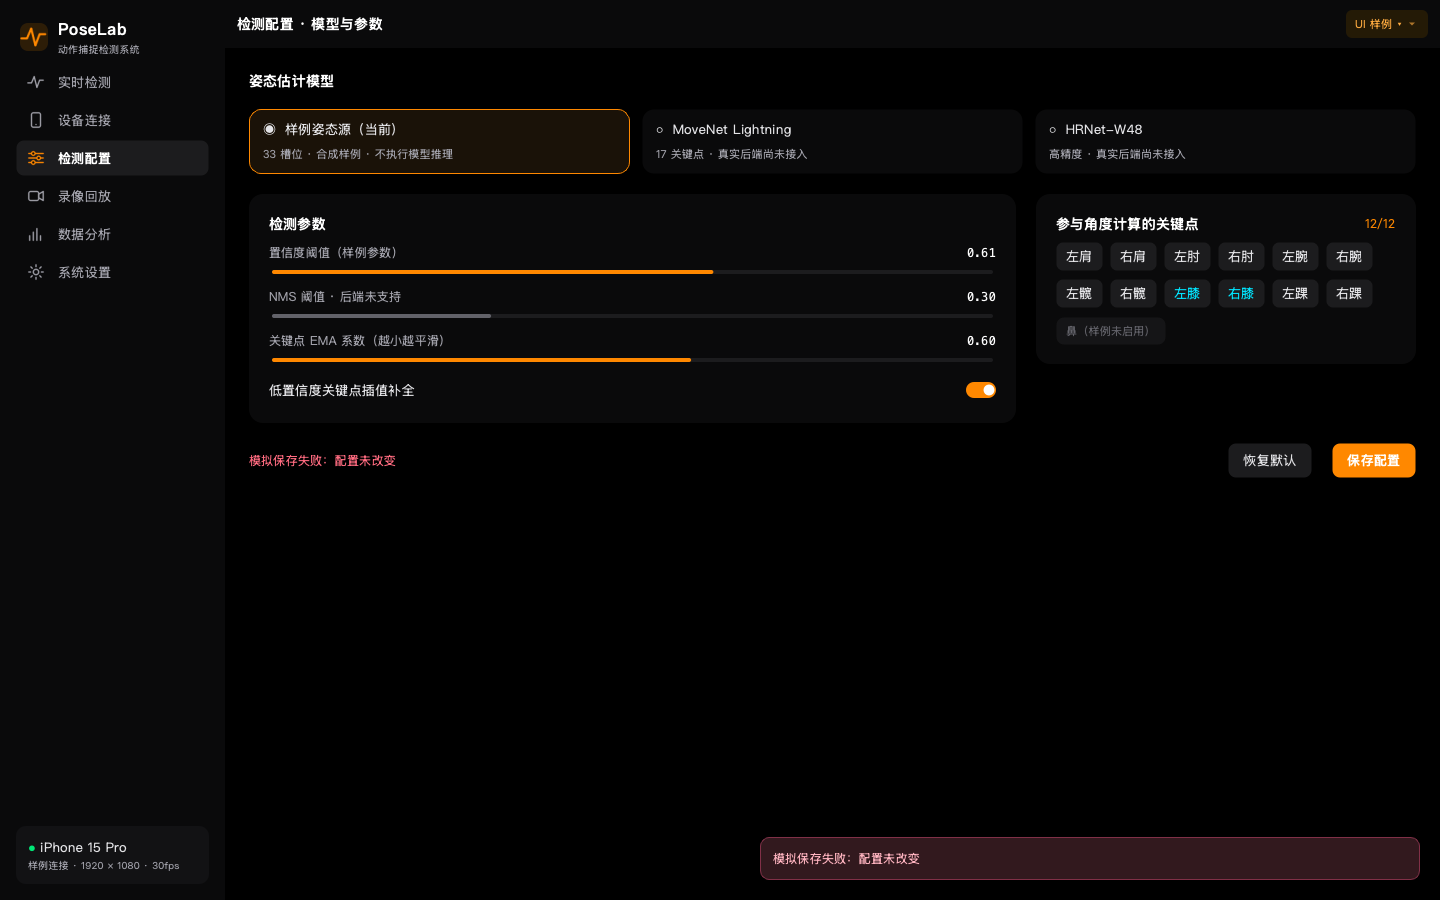 PoseLab
动作捕捉检测系统
实时检测
设备连接
检测配置
录像回放
数据分析
系统设置
iPhone 15 Pro
样例连接 · 1920 × 1080 · 30fps
检测配置 · 模型与参数
UI 样例 ·
姿态估计模型
样例姿态源（当前）
33 槽位 · 合成样例 · 不执行模型推理
MoveNet Lightning
17 关键点 · 真实后端尚未接入
HRNet-W48
高精度 · 真实后端尚未接入
检测参数
置信度阈值（样例参数） 0.61
NMS 阈值 · 后端未支持 0.30
关键点 EMA 系数（越小越平滑） 0.60
低置信度关键点插值补全
参与角度计算的关键点 12/12
左肩 右肩 左肘 右肘 左腕 右腕
左髋 右髋 左膝 右膝 左踝 右踝
鼻（样例未启用）
模拟保存失败：配置未改变
恢复默认 保存配置
模拟保存失败：配置未改变